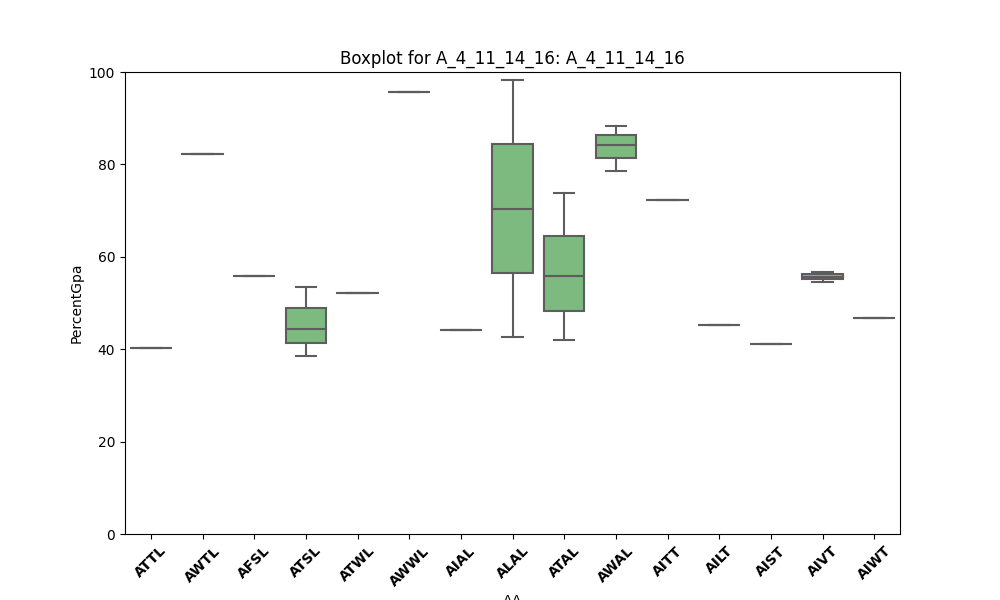 Boxplot for A_4_11_14_16: A_4_11_14_16
100
80
60
40
20
0
PercentGpa
ATTL AWTL AFSL ATSL ATWL AWWL AIAL ALAL ATAL AWAL AITT AILT AIST AIVT AIWT
AA